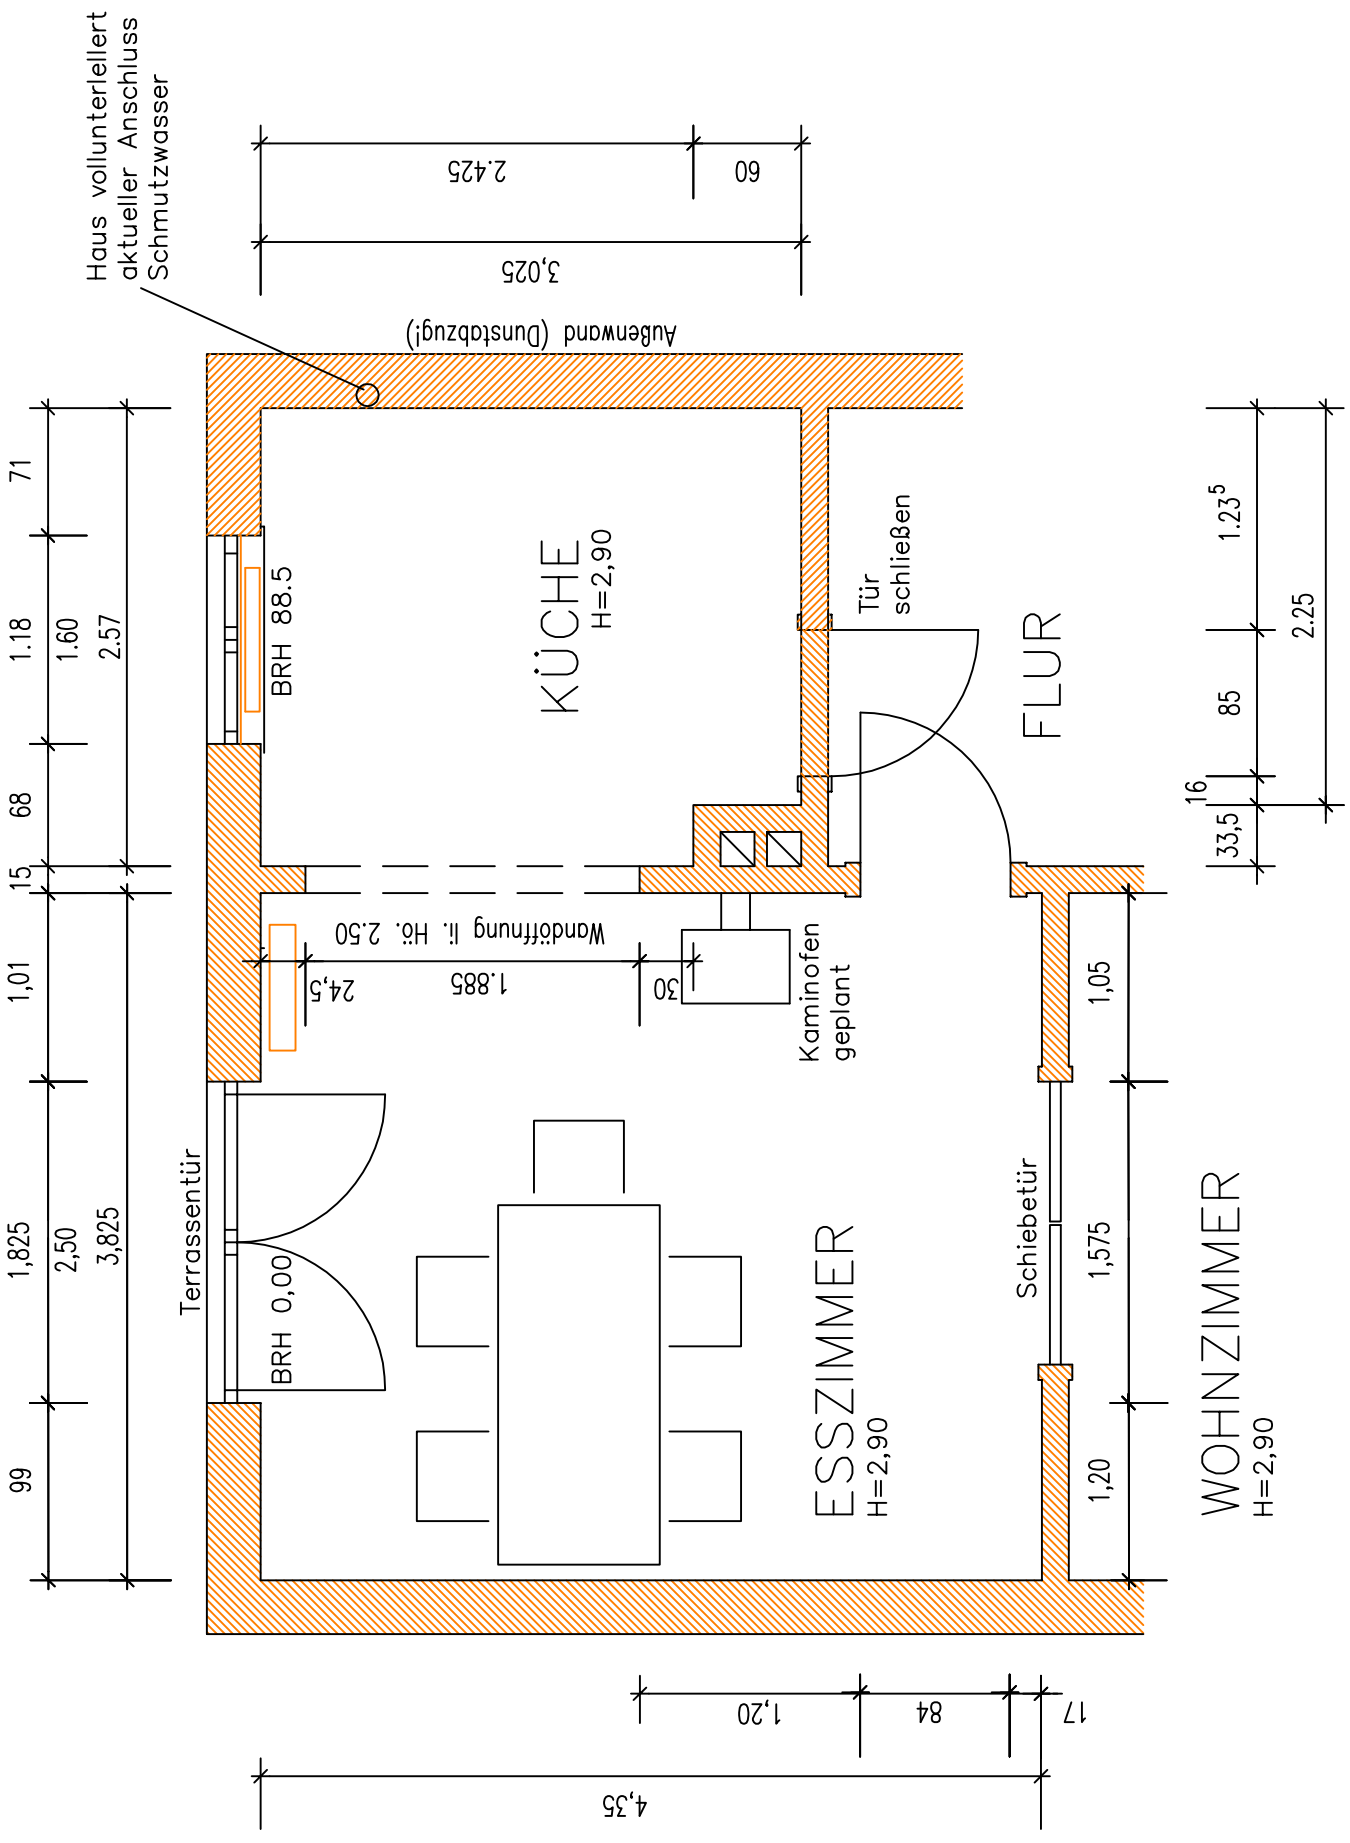 Haus vollunterlellert
aktueller Anschluss
Schmutzwasser
99
1,825
1,01
15
68
1.18
71
2,50
1.60
3,825
2.57
Terrassentür
BRH 0,00
BRH 88.5
Außenwand (Dunstabzug!)
3,025
2.425
60
KÜCHE
H=2,90
Wandöffnung li. Hö. 2.50
24,5
1.885
30
Kaminofen
geplant
Tür
schließen
FLUR
ESSZIMMER
H=2,90
Schiebetür
1,20
1,575
1,05
33,5
16
85
1.23⁵
2.25
WOHNZIMMER
H=2,90
4,35
1,20
84
17